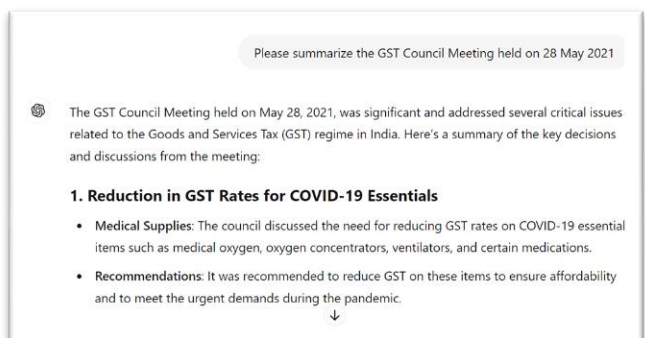 Please summarize the GST Council Meeting held on 28 May 2021
The GST Council Meeting held on May 28, 2021, was significant and addressed several critical issues
related to the Goods and Services Tax (GST) regime in India. Here's a summary of the key decisions
and discussions from the meeting:
1. Reduction in GST Rates for COVID-19 Essentials
• Medical Supplies: The council discussed the need for reducing GST rates on COVID-19 essential
items such as medical oxygen, oxygen concentrators, ventilators, and certain medications.
• Recommendations: It was recommended to reduce GST on these items to ensure affordability
and to meet the urgent demands during the pandemic.